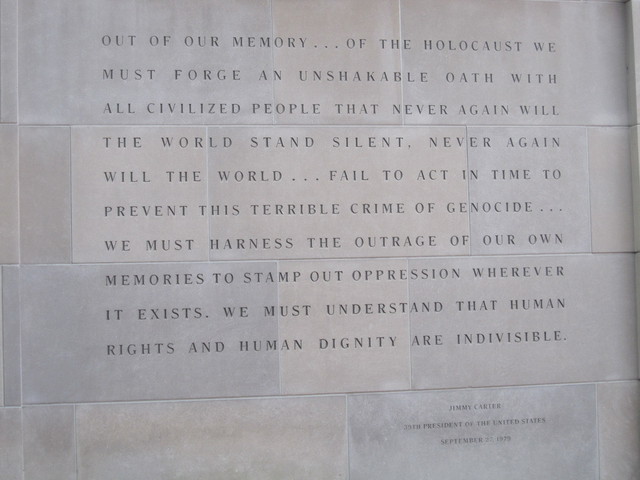 OUT OF OUR MEMORY... OF THE HOLOCAUST WE
MUST FORGE AN UNSHAKABLE OATH WITH
ALL CIVILIZED PEOPLE THAT NEVER AGAIN WILL
THE WORLD STAND SILENT, NEVER AGAIN
WILL THE WORLD... FAIL TO ACT IN TIME TO
PREVENT THIS TERRIBLE CRIME OF GENOCIDE...
WE MUST HARNESS THE OUTRAGE OF OUR OWN
MEMORIES TO STAMP OUT OPPRESSION WHEREVER
IT EXISTS. WE MUST UNDERSTAND THAT HUMAN
RIGHTS AND HUMAN DIGNITY ARE INDIVISIBLE.
JIMMY CARTER
39TH PRESIDENT OF THE UNITED STATES
SEPTEMBER 27, 1979